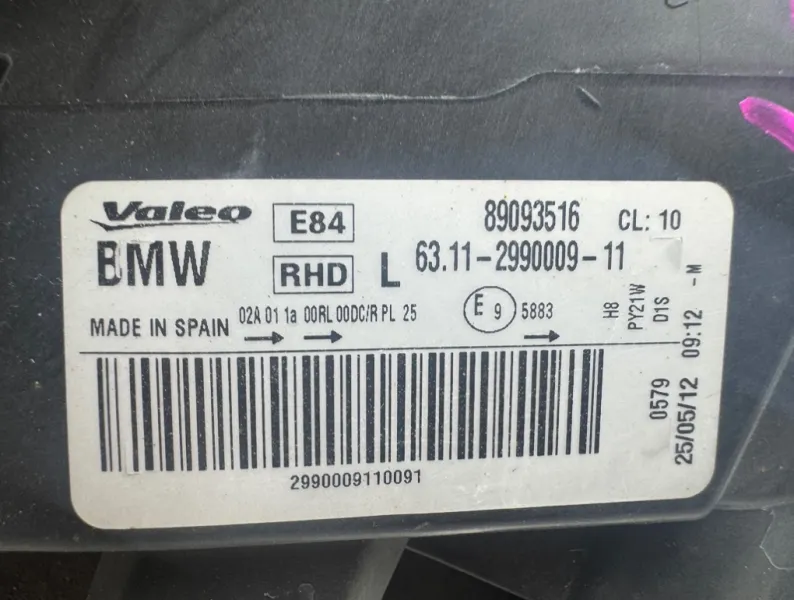 Valeo E84 89093516 CL: 10
BMW RHD L 63.11-2990009-11
MADE IN SPAIN 02A 01 1a 00RL 00DC/R PL 25 E 9 5883
H8
PY21W
D1S
09:12 -M
0579
25/05/12
2990009110091